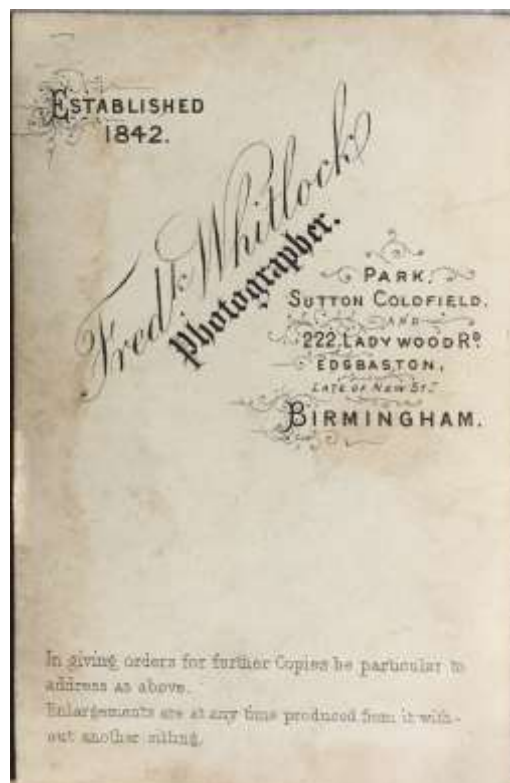 ESTABLISHED
1842.
Fredk. Whitlock
Photographer.
PARK,
SUTTON COLDFIELD,
AND
222, LADYWOOD RD.
EDGBASTON,
LATE OF NEW ST.
BIRMINGHAM.
In giving orders for further Copies be particular to
address as above.
Enlargements are at any time produced from it with-
out another sitting.